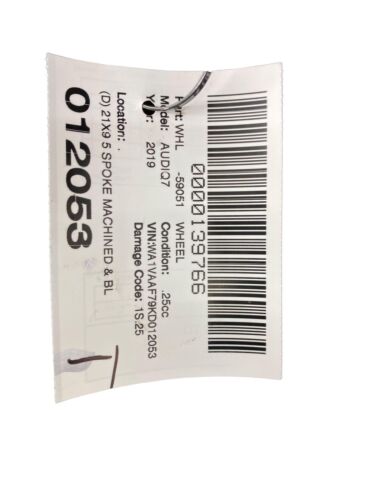 0000139766
Part: WHL -59051 WHEEL
Model: AUDIQ7 Condition: .25cc
Year: 2019 VIN:WA1VAAF79KD012053
Damage Code: 1S.25
Location: .
(D) 21X9 5 SPOKE MACHINED & BL
012053